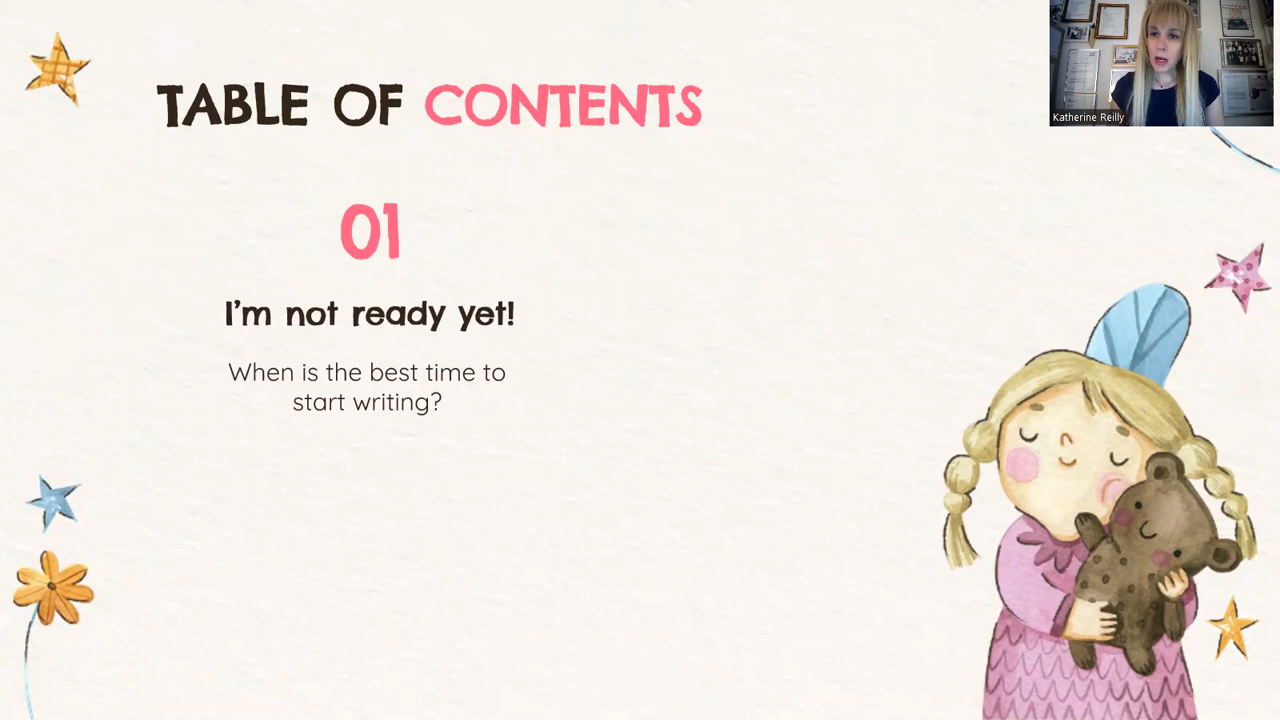 TABLE OF CONTENTS
01
I'm not ready yet!
When is the best time to
start writing?
Katherine Reilly